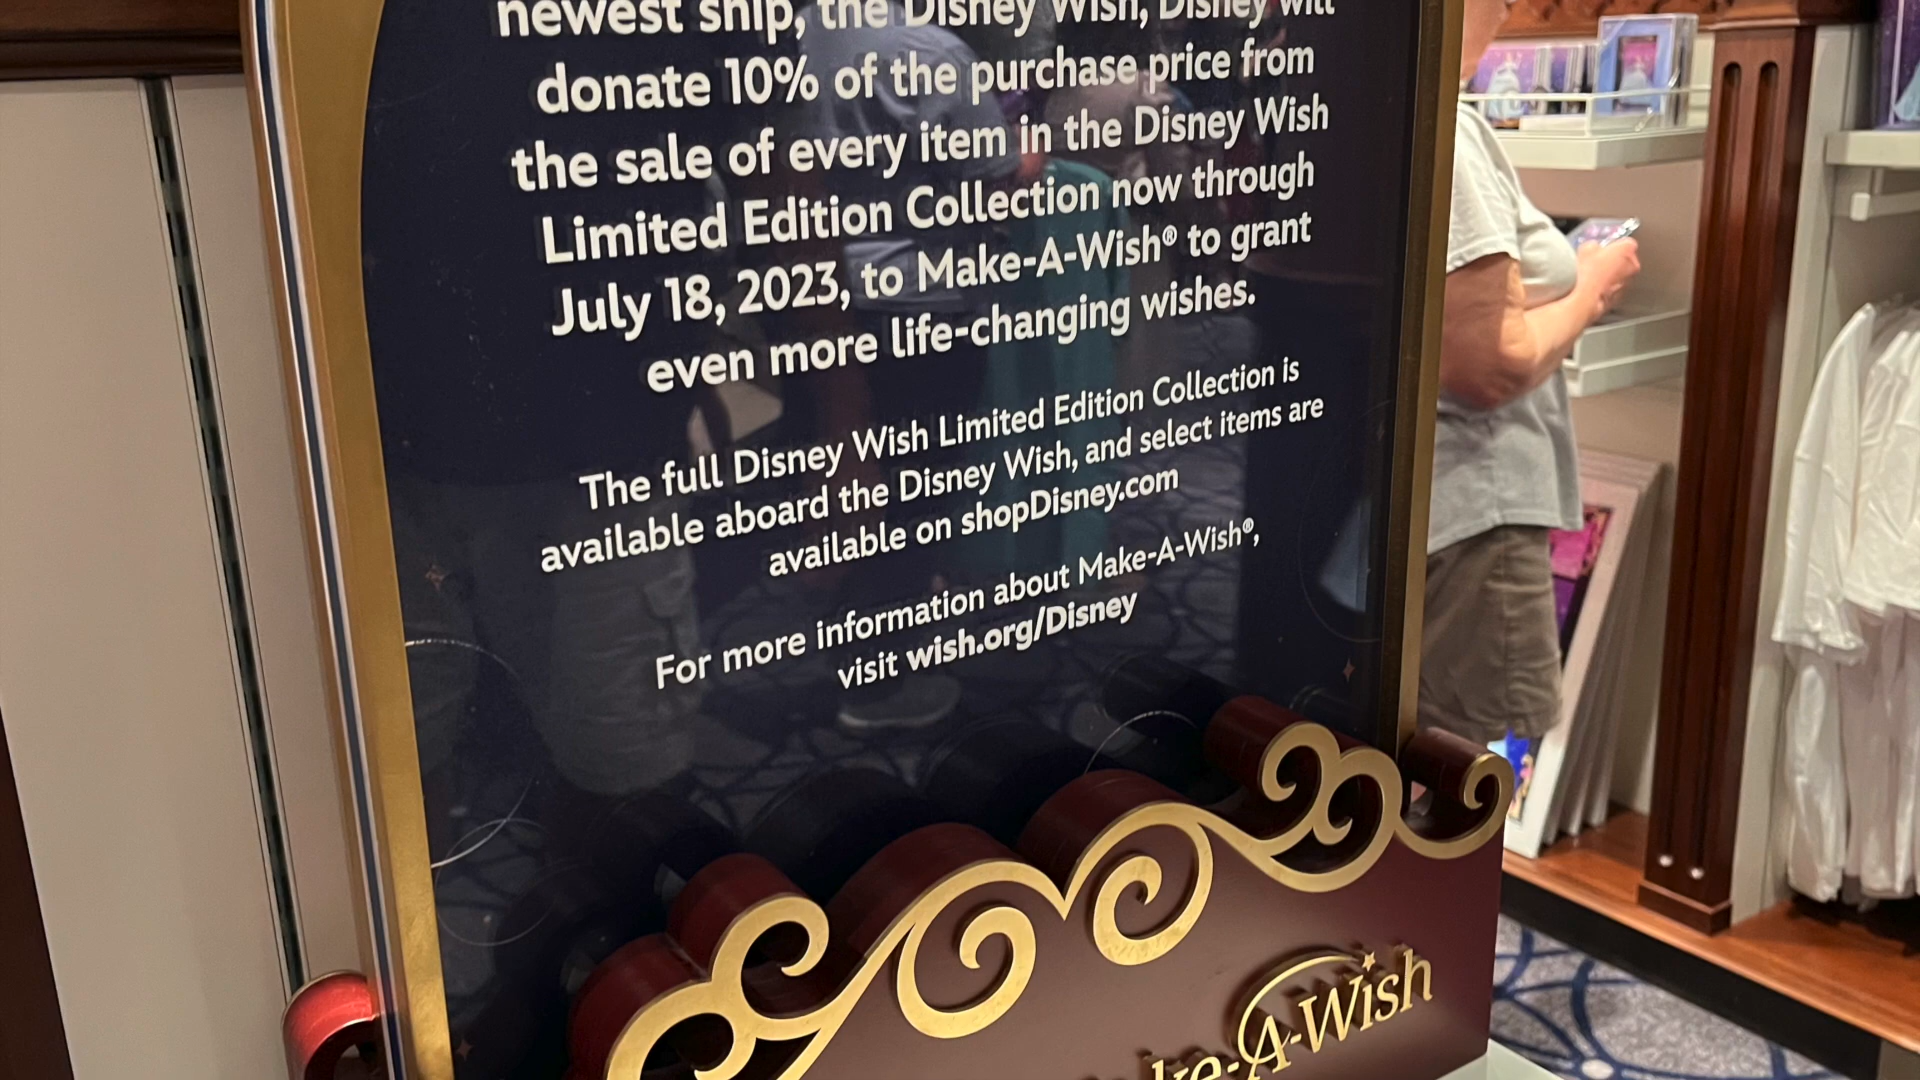 newest ship, the Disney Wish, Disney will
donate 10% of the purchase price from
the sale of every item in the Disney Wish
Limited Edition Collection now through
July 18, 2023, to Make-A-Wish® to grant
even more life-changing wishes.
The full Disney Wish Limited Edition Collection is
available aboard the Disney Wish, and select items are
available on shopDisney.com
For more information about Make-A-Wish®,
visit wish.org/Disney
ke-A-Wish